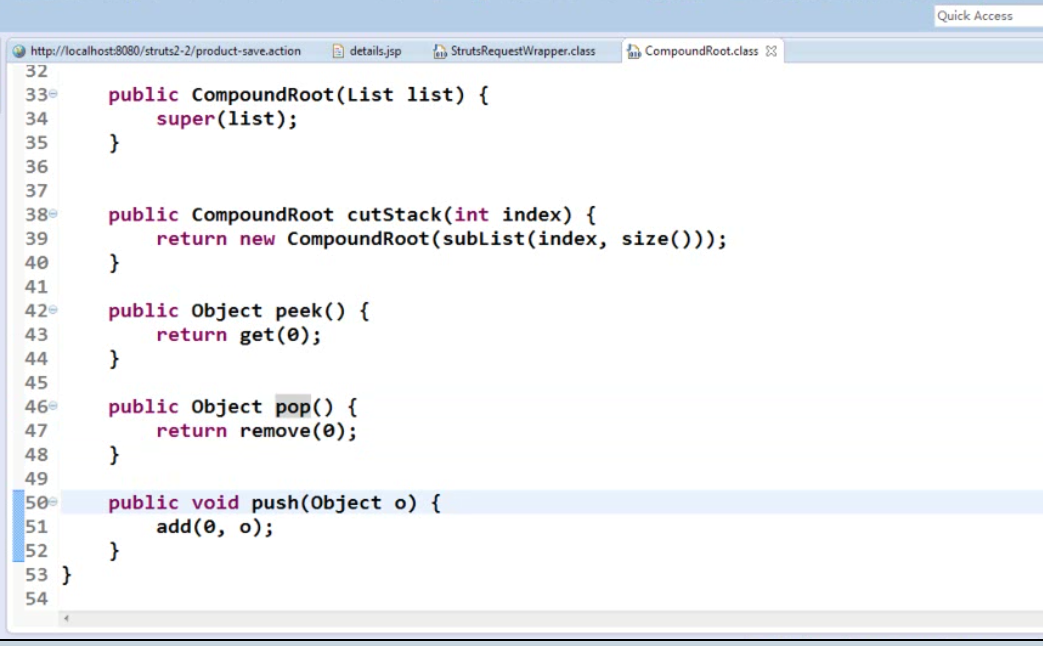 Quick Access
http://localhost:8080/struts2-2/product-save.action details.jsp StrutsRequestWrapper.class CompoundRoot.class
32
33 public CompoundRoot(List list) {
34 super(list);
35 }
36
37
38 public CompoundRoot cutStack(int index) {
39 return new CompoundRoot(subList(index, size()));
40 }
41
42 public Object peek() {
43 return get(0);
44 }
45
46 public Object pop() {
47 return remove(0);
48 }
49
50 public void push(Object o) {
51 add(0, o);
52 }
53 }
54